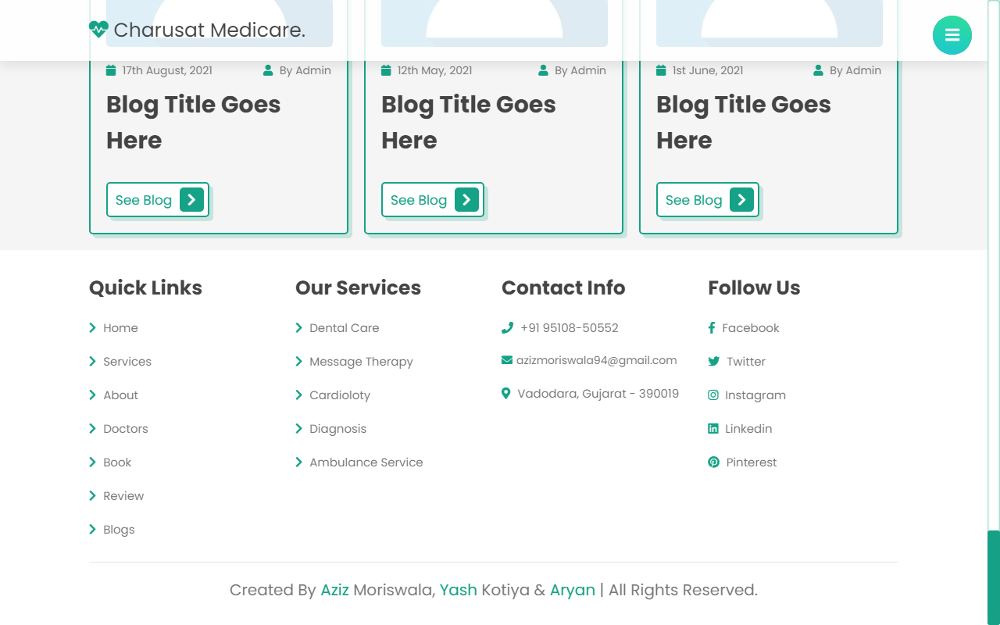 Charusat Medicare.
17th August, 2021 By Admin
Blog Title Goes
Here
See Blog
12th May, 2021 By Admin
Blog Title Goes
Here
See Blog
1st June, 2021 By Admin
Blog Title Goes
Here
See Blog
Quick Links
Home
Services
About
Doctors
Book
Review
Blogs
Our Services
Dental Care
Message Therapy
Cardioloty
Diagnosis
Ambulance Service
Contact Info
+91 95108-50552
azizmoriswala94@gmail.com
Vadodara, Gujarat - 390019
Follow Us
Facebook
Twitter
Instagram
Linkedin
Pinterest
Created By Aziz Moriswala, Yash Kotiya & Aryan | All Rights Reserved.